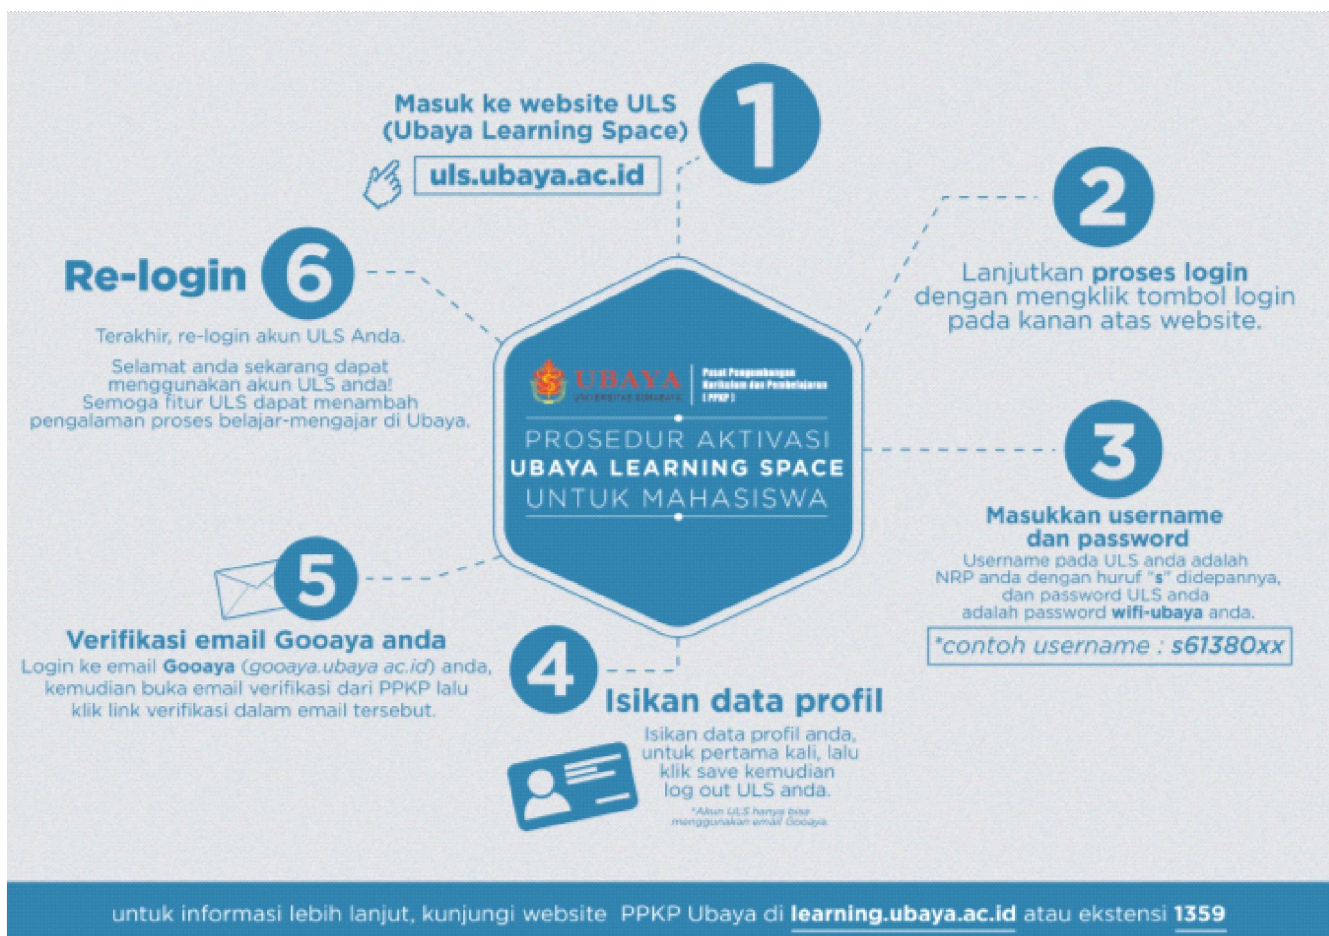 1
Masuk ke website ULS
(Ubaya Learning Space)
uls.ubaya.ac.id
2
Lanjutkan proses login
dengan mengklik tombol login
pada kanan atas website.
3
Masukkan username
dan password
Username pada ULS anda adalah
NRP anda dengan huruf "s" didepannya,
dan password ULS anda
adalah password wifi-ubaya anda.
*contoh username : s61380xx
4
Isikan data profil
Isikan data profil anda,
untuk pertama kali, lalu
klik save kemudian
log out ULS anda.
*Akun ULS hanya bisa
menggunakan email Gooaya.
5
Verifikasi email Gooaya anda
Login ke email Gooaya (gooaya.ubaya ac.id) anda,
kemudian buka email verifikasi dari PPKP lalu
klik link verifikasi dalam email tersebut.
6
Re-login
Terakhir, re-login akun ULS Anda.
Selamat anda sekarang dapat
menggunakan akun ULS anda!
Semoga fitur ULS dapat menambah
pengalaman proses belajar-mengajar di Ubaya.
UBAYA
UNIVERSITAS SURABAYA
Pusat Pengembangan
Kurikulum dan Pembelajaran
( PPKP )
PROSEDUR AKTIVASI
UBAYA LEARNING SPACE
UNTUK MAHASISWA
untuk informasi lebih lanjut, kunjungi website PPKP Ubaya di learning.ubaya.ac.id atau ekstensi 1359